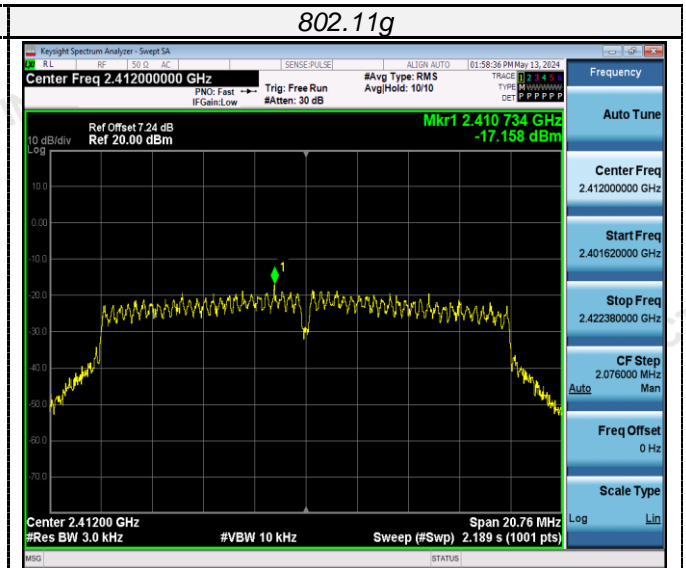 802.11g
Keysight Spectrum Analyzer - Swept SA
RL RF 50 Ω AC SENSE:PULSE ALIGN AUTO 01:58:36 PM May 13, 2024
Center Freq 2.412000000 GHz
PNO: Fast
IFGain:Low
Trig: Free Run
#Atten: 30 dB
#Avg Type: RMS
Avg|Hold: 10/10
TRACE 1 2 3 4 5 6
TYPE M W W W W W
DET P P P P P P
Frequency
Auto Tune
Center Freq
2.412000000 GHz
Start Freq
2.401620000 GHz
Stop Freq
2.422380000 GHz
CF Step
2.076000 MHz
Auto Man
Freq Offset
0 Hz
Scale Type
Log Lin
Mkr1 2.410 734 GHz
-17.158 dBm
Ref Offset 7.24 dB
10 dB/div Ref 20.00 dBm
Log
10.0
0.00
-10.0
-20.0
-30.0
-40.0
-50.0
-60.0
-70.0
1
Center 2.41200 GHz Span 20.76 MHz
#Res BW 3.0 kHz #VBW 10 kHz Sweep (#Swp) 2.189 s (1001 pts)
MSG STATUS